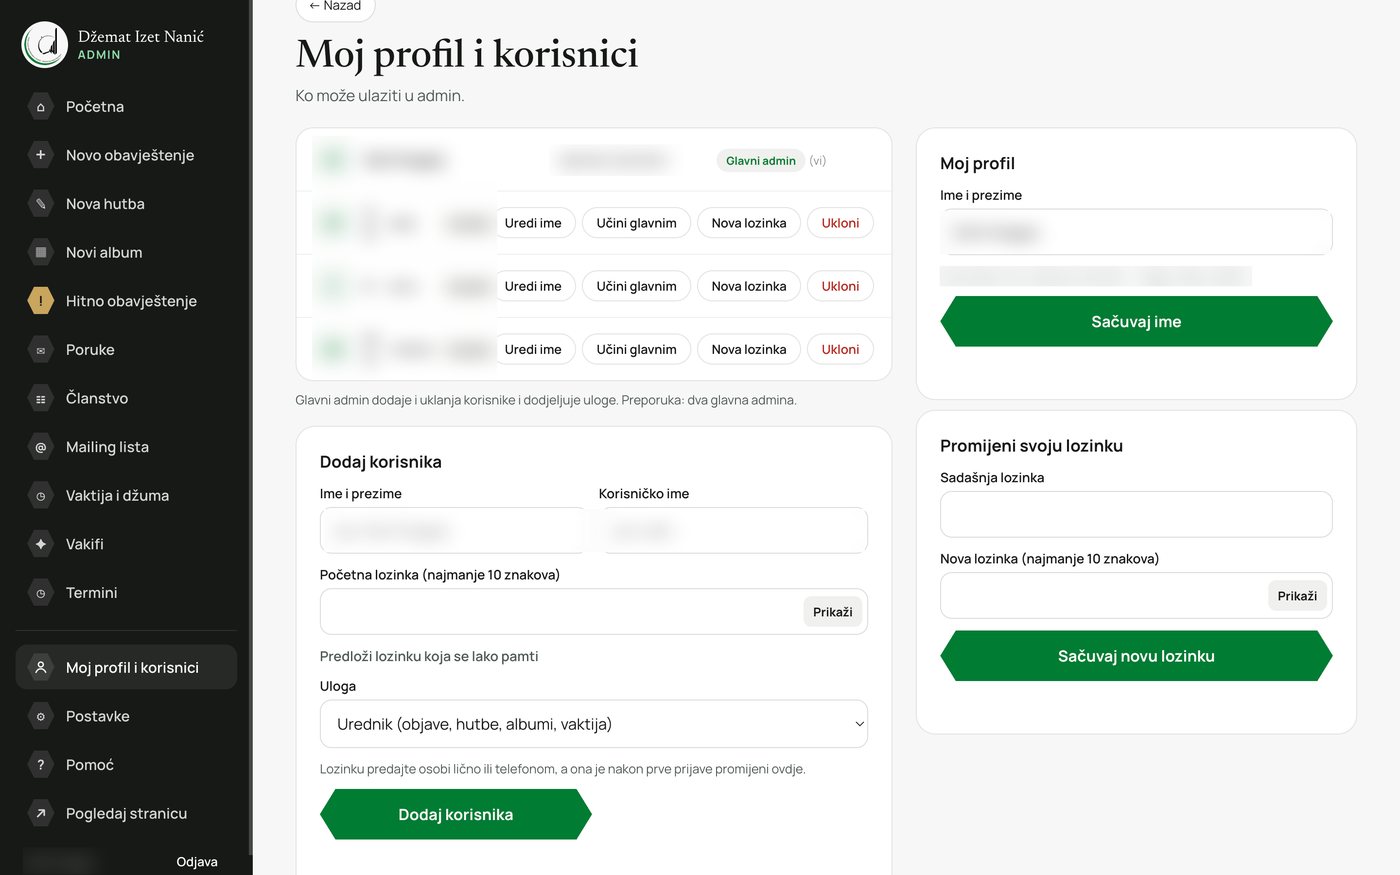 Džemat Izet Nanić
ADMIN
Početna
Novo obavještenje
Nova hutba
Novi album
Hitno obavještenje
Poruke
Članstvo
Mailing lista
Vaktija i džuma
Vakifi
Termini
Moj profil i korisnici
Postavke
Pomoć
Pogledaj stranicu
Odjava
← Nazad
Moj profil i korisnici
Ko može ulaziti u admin.
Glavni admin (vi)
Uredi ime Učini glavnim Nova lozinka Ukloni
Uredi ime Učini glavnim Nova lozinka Ukloni
Uredi ime Učini glavnim Nova lozinka Ukloni
Glavni admin dodaje i uklanja korisnike i dodjeljuje uloge. Preporuka: dva glavna admina.
Dodaj korisnika
Ime i prezime Korisničko ime
Početna lozinka (najmanje 10 znakova)
Prikaži
Predloži lozinku koja se lako pamti
Uloga
Urednik (objave, hutbe, albumi, vaktija)
Lozinku predajte osobi lično ili telefonom, a ona je nakon prve prijave promijeni ovdje.
Dodaj korisnika
Moj profil
Ime i prezime
Sačuvaj ime
Promijeni svoju lozinku
Sadašnja lozinka
Nova lozinka (najmanje 10 znakova)
Prikaži
Sačuvaj novu lozinku